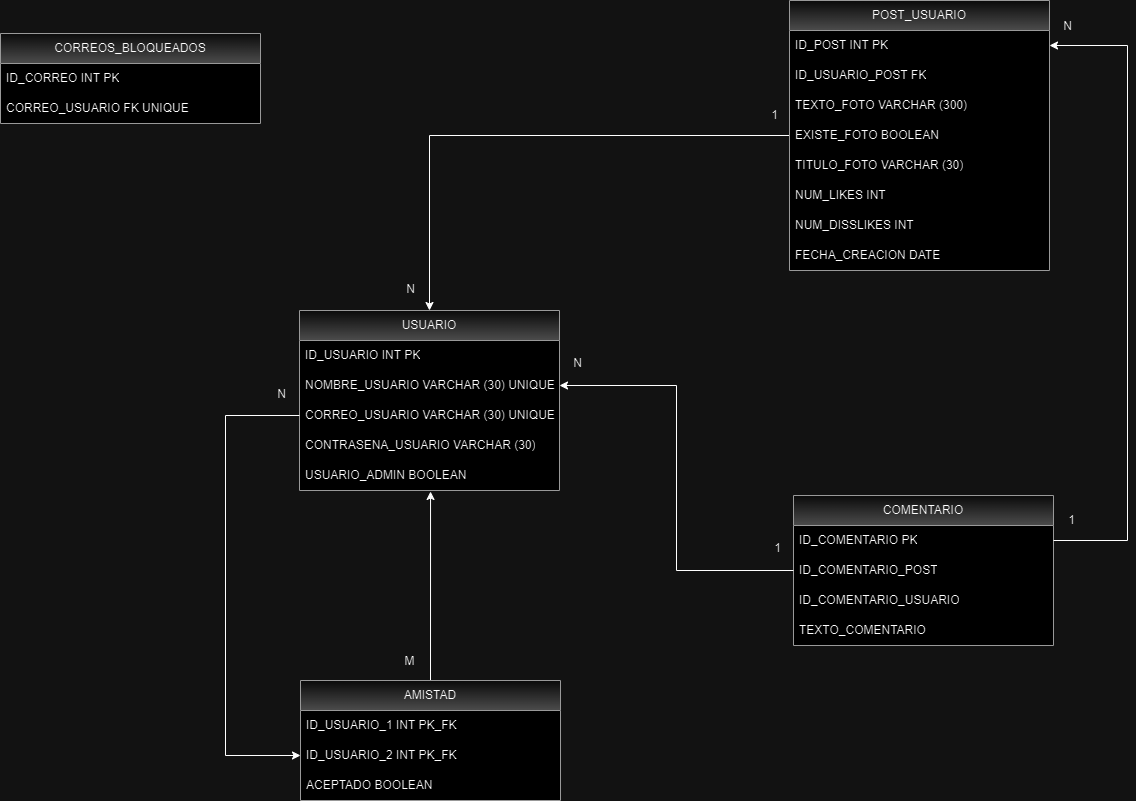 CORREOS_BLOQUEADOS
ID_CORREO INT PK
CORREO_USUARIO FK UNIQUE
POST_USUARIO
ID_POST INT PK
ID_USUARIO_POST FK
TEXTO_FOTO VARCHAR (300)
EXISTE_FOTO BOOLEAN
TITULO_FOTO VARCHAR (30)
NUM_LIKES INT
NUM_DISSLIKES INT
FECHA_CREACION DATE
N
1
N
USUARIO
ID_USUARIO INT PK
NOMBRE_USUARIO VARCHAR (30) UNIQUE
CORREO_USUARIO VARCHAR (30) UNIQUE
CONTRASENA_USUARIO VARCHAR (30)
USUARIO_ADMIN BOOLEAN
N
N
COMENTARIO
ID_COMENTARIO PK
ID_COMENTARIO_POST
ID_COMENTARIO_USUARIO
TEXTO_COMENTARIO
1
1
M
AMISTAD
ID_USUARIO_1 INT PK_FK
ID_USUARIO_2 INT PK_FK
ACEPTADO BOOLEAN